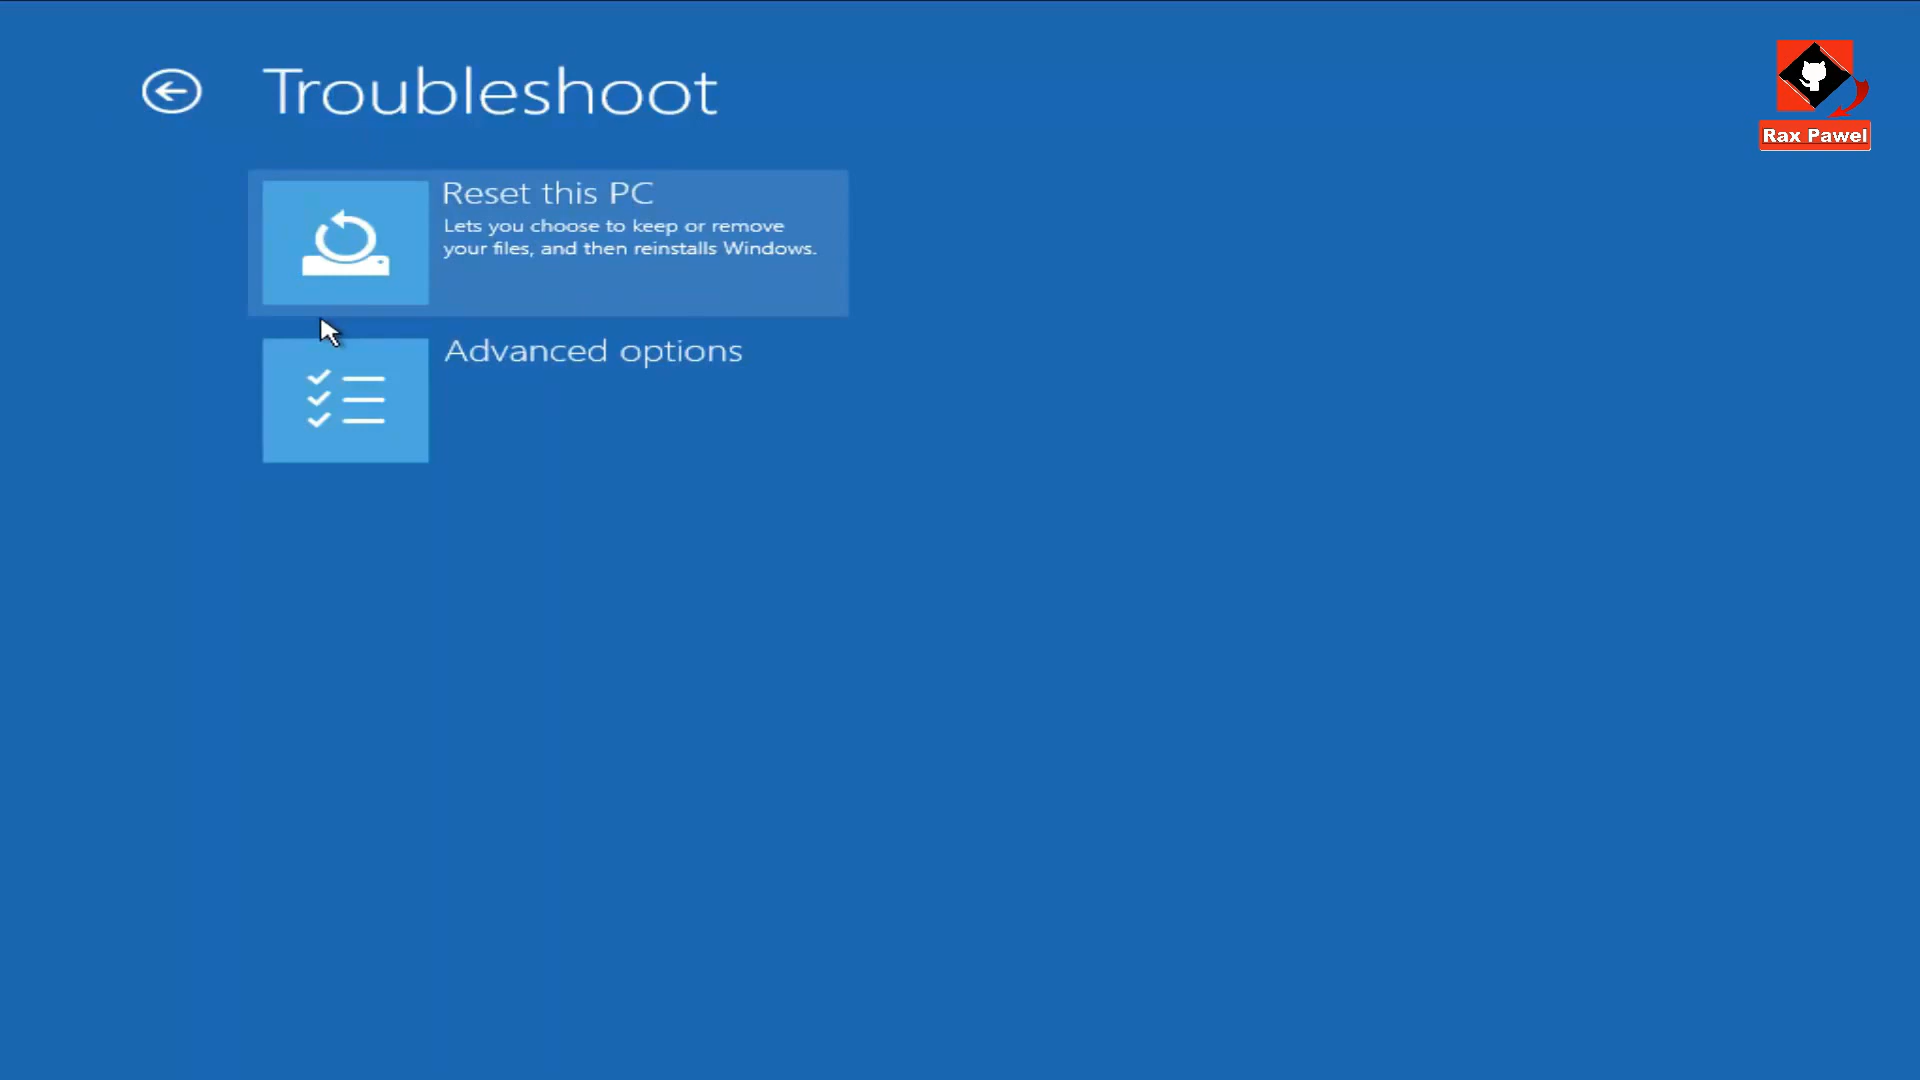 Troubleshoot
Rax Pawel
Reset this PC
Lets you choose to keep or remove
your files, and then reinstalls Windows.
Advanced options